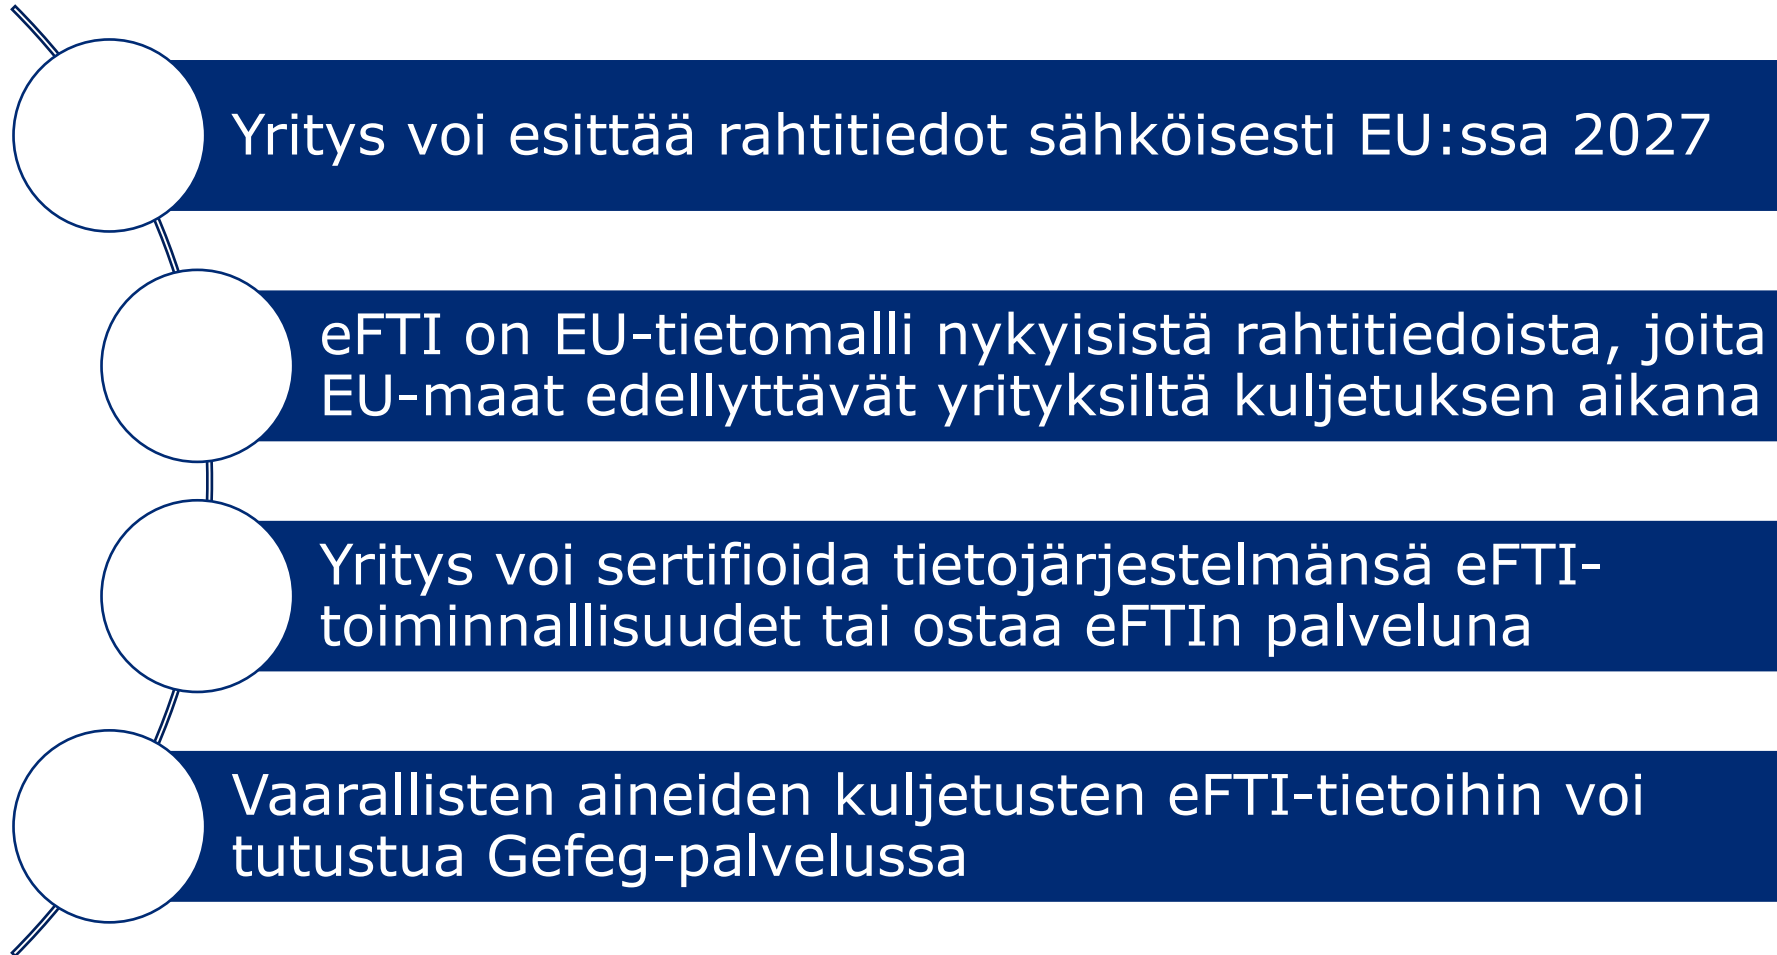 Yritys voi esittää rahtitiedot sähköisesti EU:ssa 2027
eFTI on EU-tietomalli nykyisistä rahtitiedoista, joita
EU-maat edellyttävät yrityksiltä kuljetuksen aikana
Yritys voi sertifioida tietojärjestelmänsä eFTI-
toiminnallisuudet tai ostaa eFTIn palveluna
Vaarallisten aineiden kuljetusten eFTI-tietoihin voi
tutustua Gefeg-palvelussa